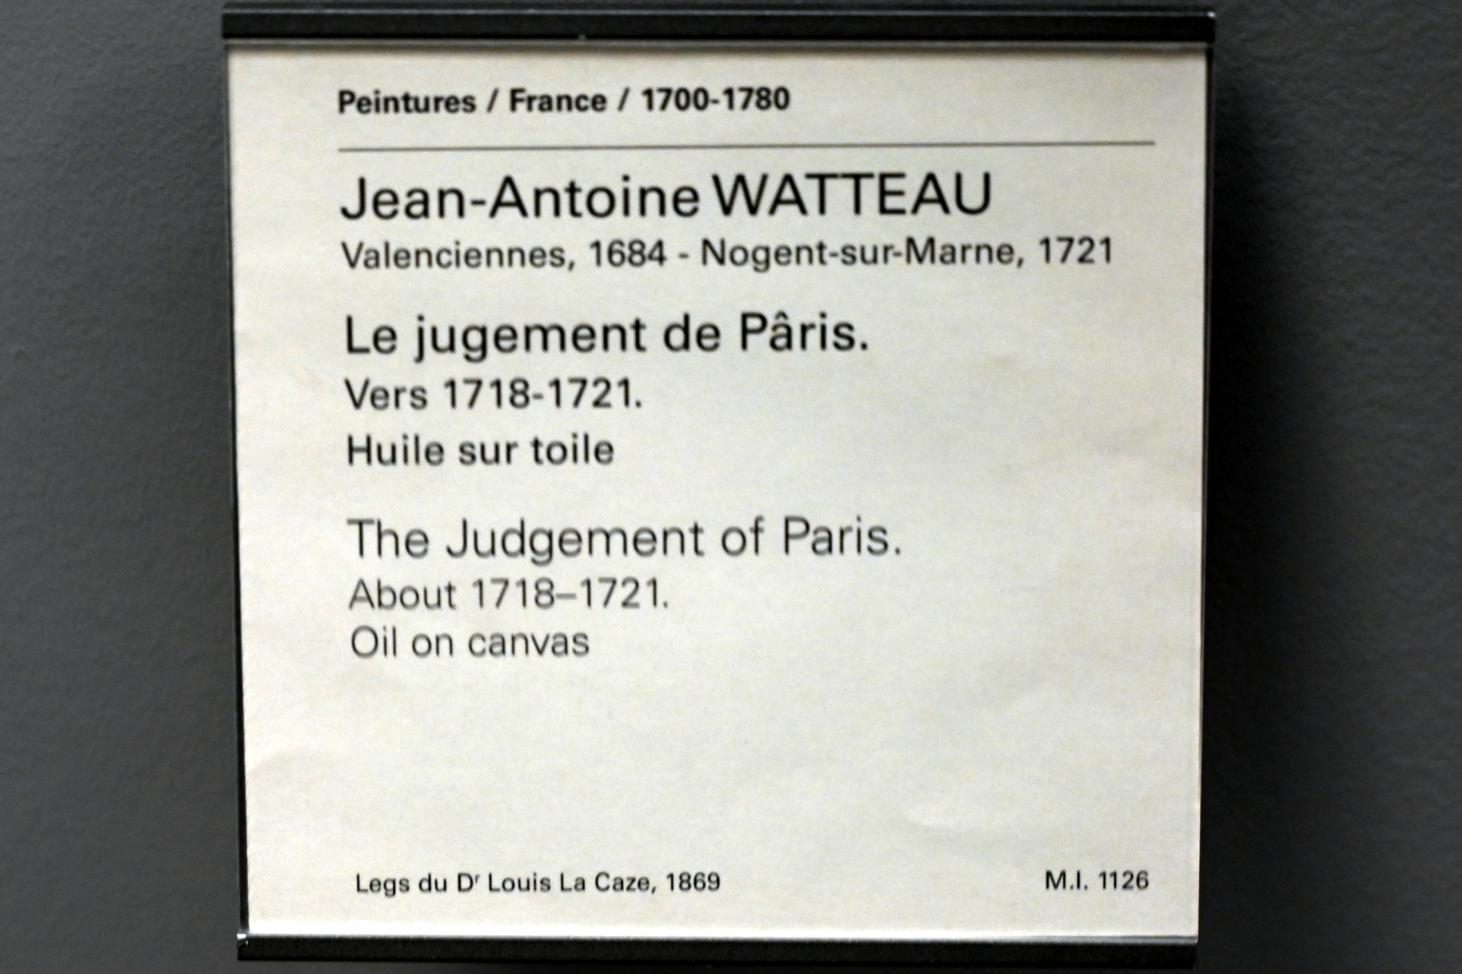 Peintures / France / 1700-1780
Jean-Antoine WATTEAU
Valenciennes, 1684 - Nogent-sur-Marne, 1721
Le jugement de Pâris.
Vers 1718-1721.
Huile sur toile
The Judgement of Paris.
About 1718–1721.
Oil on canvas
Legs du Dʳ Louis La Caze, 1869
M.I. 1126